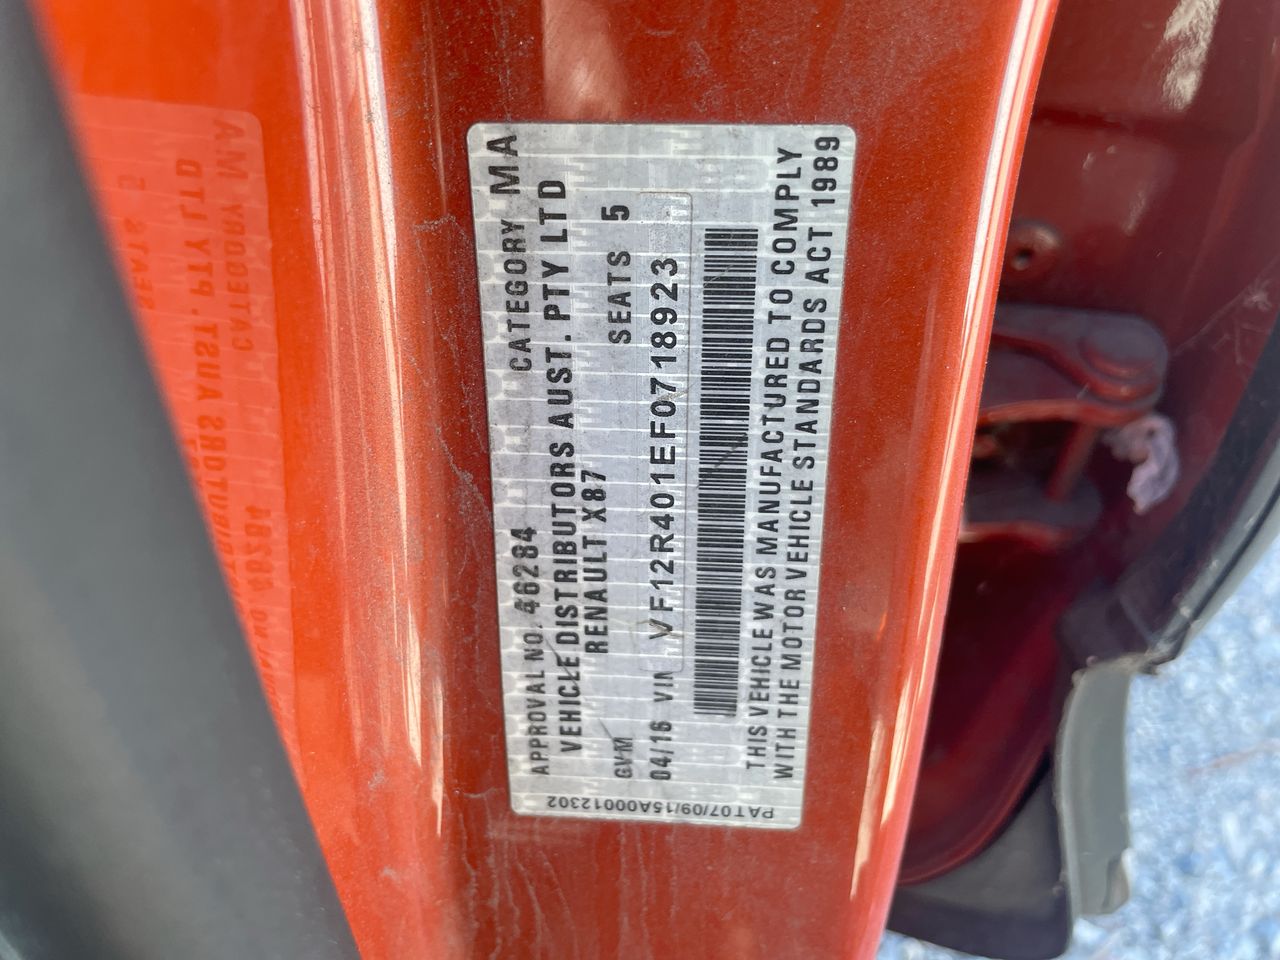 APPROVAL NO. 46284 CATEGORY MA
VEHICLE DISTRIBUTORS AUST. PTY LTD
RENAULT X87
GVM SEATS 5
04/16 VIN VF12R401EF0718923
THIS VEHICLE WAS MANUFACTURED TO COMPLY
WITH THE MOTOR VEHICLE STANDARDS ACT 1989
PAT07/09/15A00012302